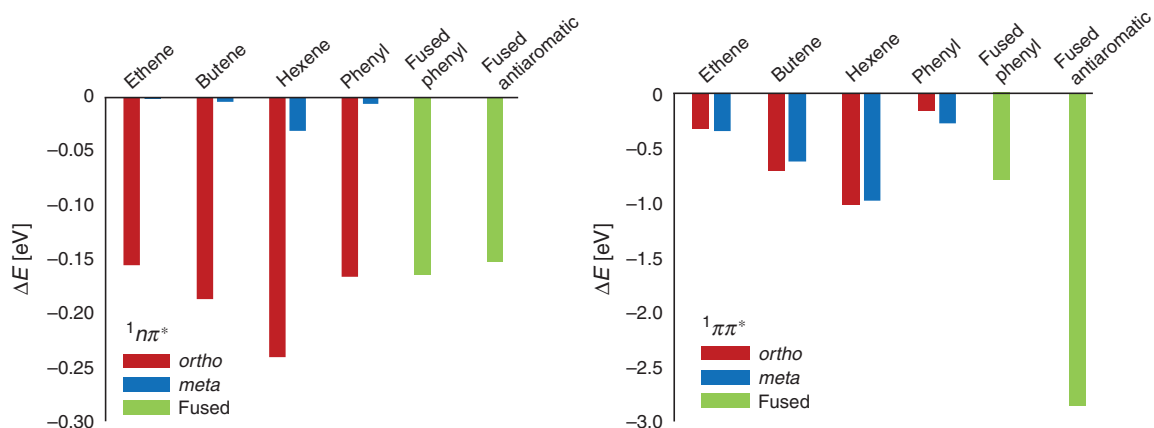 Ethene
Butene
Hexene
Phenyl
Fused
phenyl
Fused
antiaromatic
0
−0.05
−0.10
−0.15
−0.20
−0.25
−0.30
ΔE [eV]
¹nπ*
ortho
meta
Fused
Ethene
Butene
Hexene
Phenyl
Fused
phenyl
Fused
antiaromatic
0
−0.5
−1.0
−1.5
−2.0
−2.5
−3.0
ΔE [eV]
¹ππ*
ortho
meta
Fused